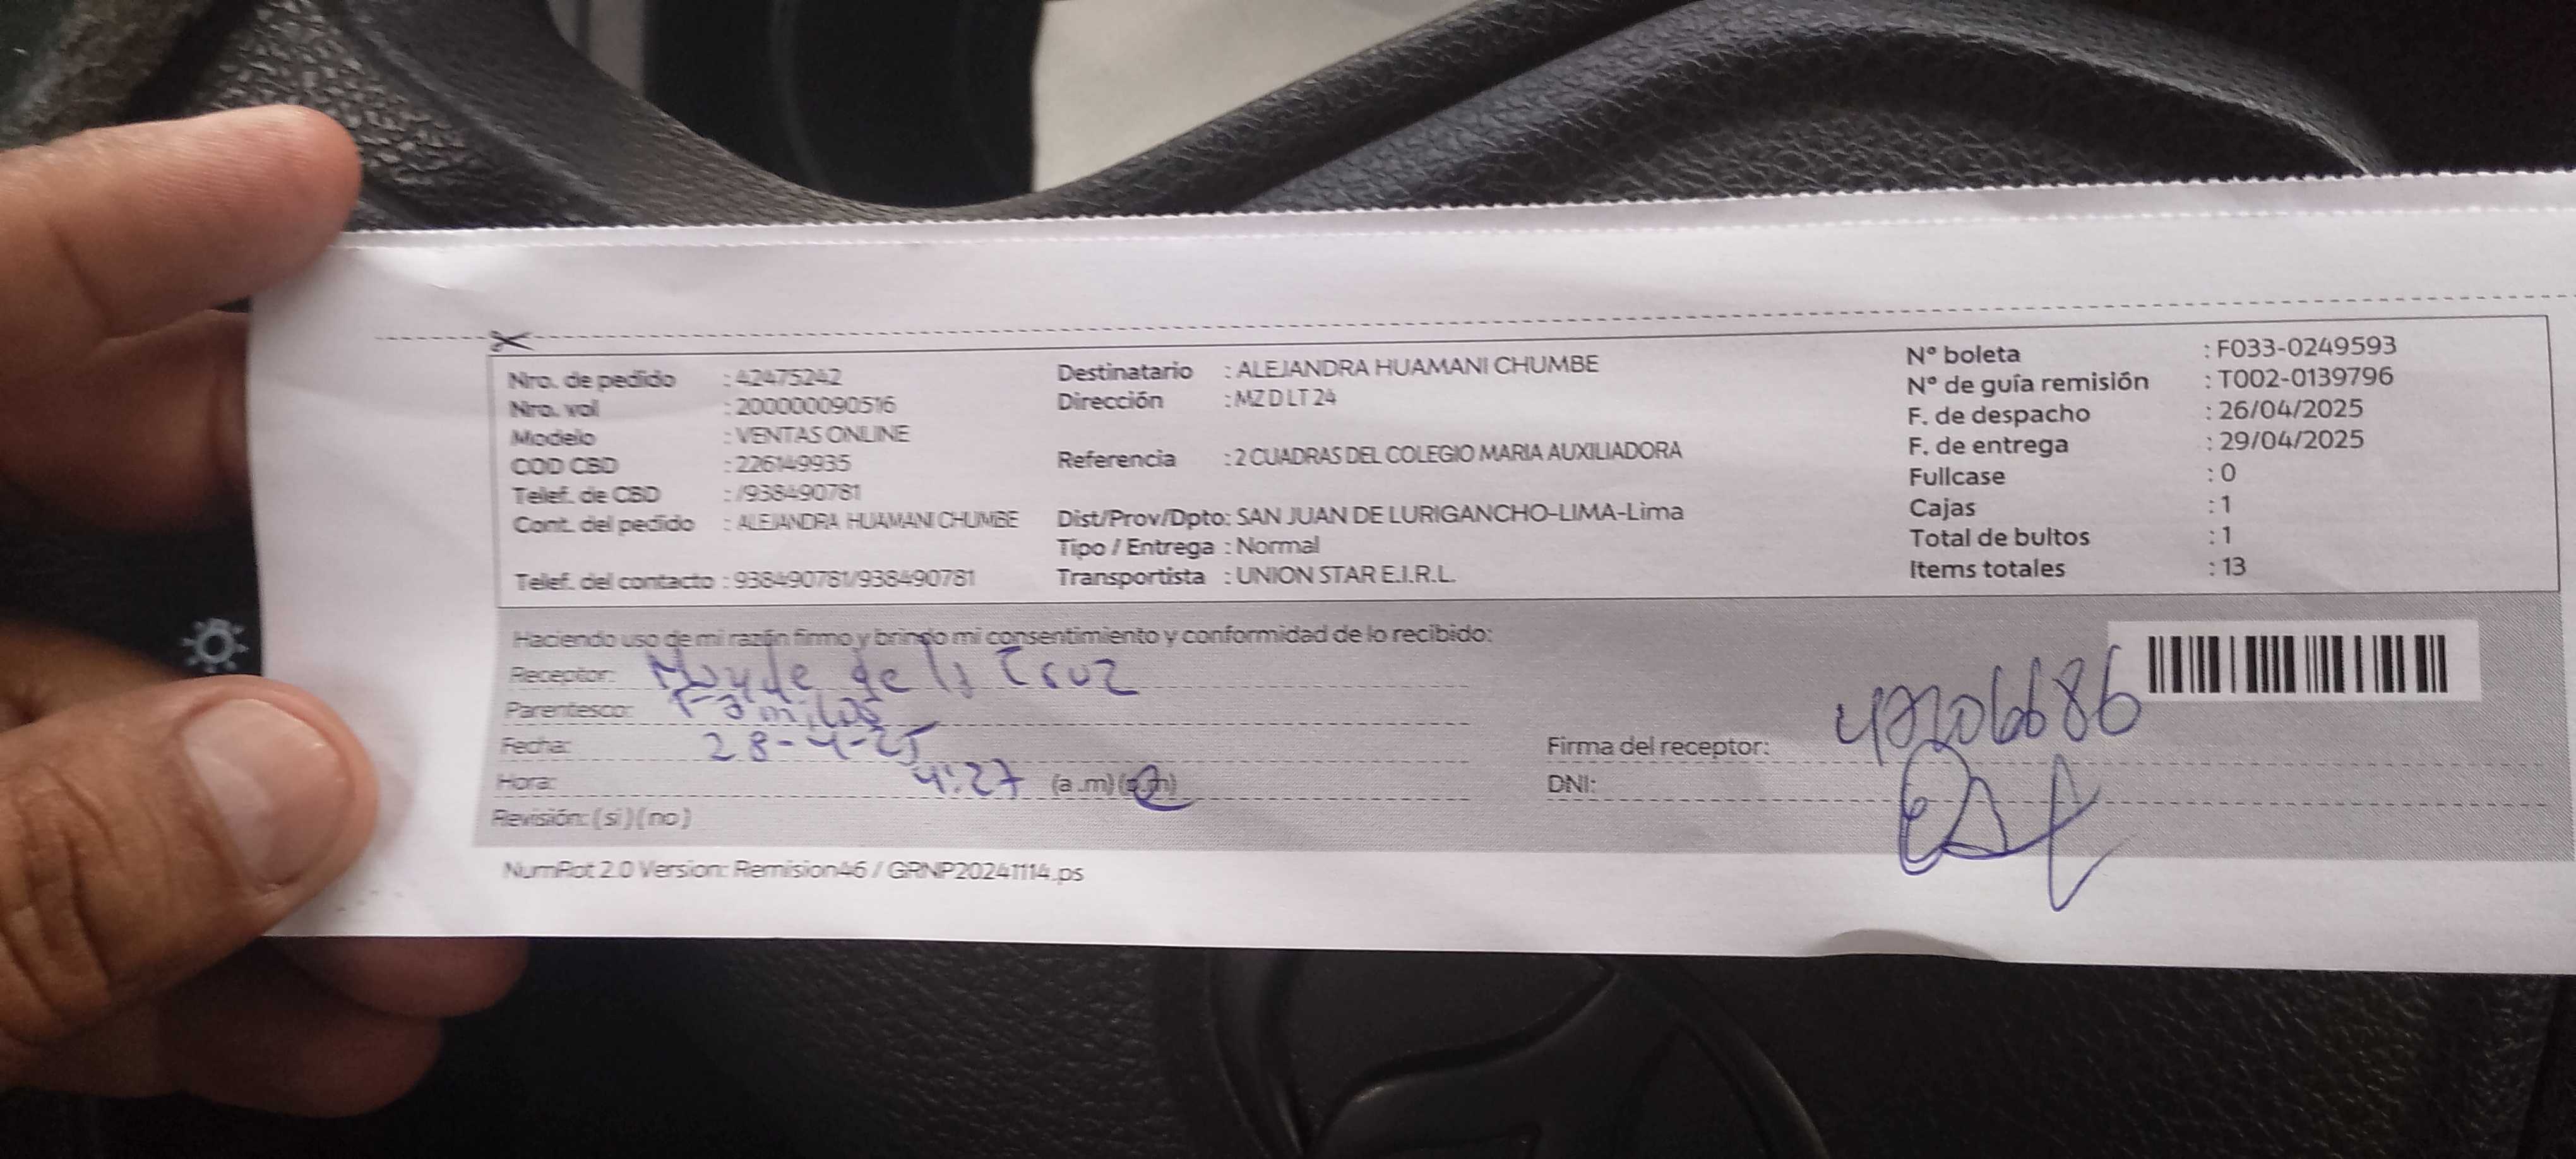 Nro. de pedido : 42475242
Nro. vol : 200000090516
Modelo : VENTAS ONLINE
COD CBD : 226149935
Telef. de CBD : /938490781
Cont. del pedido : ALEJANDRA HUAMANI CHUMBE
Telef. del contacto : 938490781/938490781
Destinatario : ALEJANDRA HUAMANI CHUMBE
Dirección : MZ D LT 24
Referencia : 2 CUADRAS DEL COLEGIO MARIA AUXILIADORA
Dist/Prov/Dpto: SAN JUAN DE LURIGANCHO-LIMA-Lima
Tipo / Entrega : Normal
Transportista : UNION STAR E.I.R.L.
N° boleta : F033-0249593
N° de guía remisión : T002-0139796
F. de despacho : 26/04/2025
F. de entrega : 29/04/2025
Fullcase : 0
Cajas : 1
Total de bultos : 1
Items totales : 13
Haciendo uso de mi razón firmo y brindo mi consentimiento y conformidad de lo recibido:
Receptor: de la Cruz
Parentesco:
Fecha: 28-4-25
Hora: 4:27 (a.m)(p.m)
Revisión: (si)(no)
Firma del receptor:
DNI:
NumRot 2.0 Version: Remision46 / GRNP20241114.ps